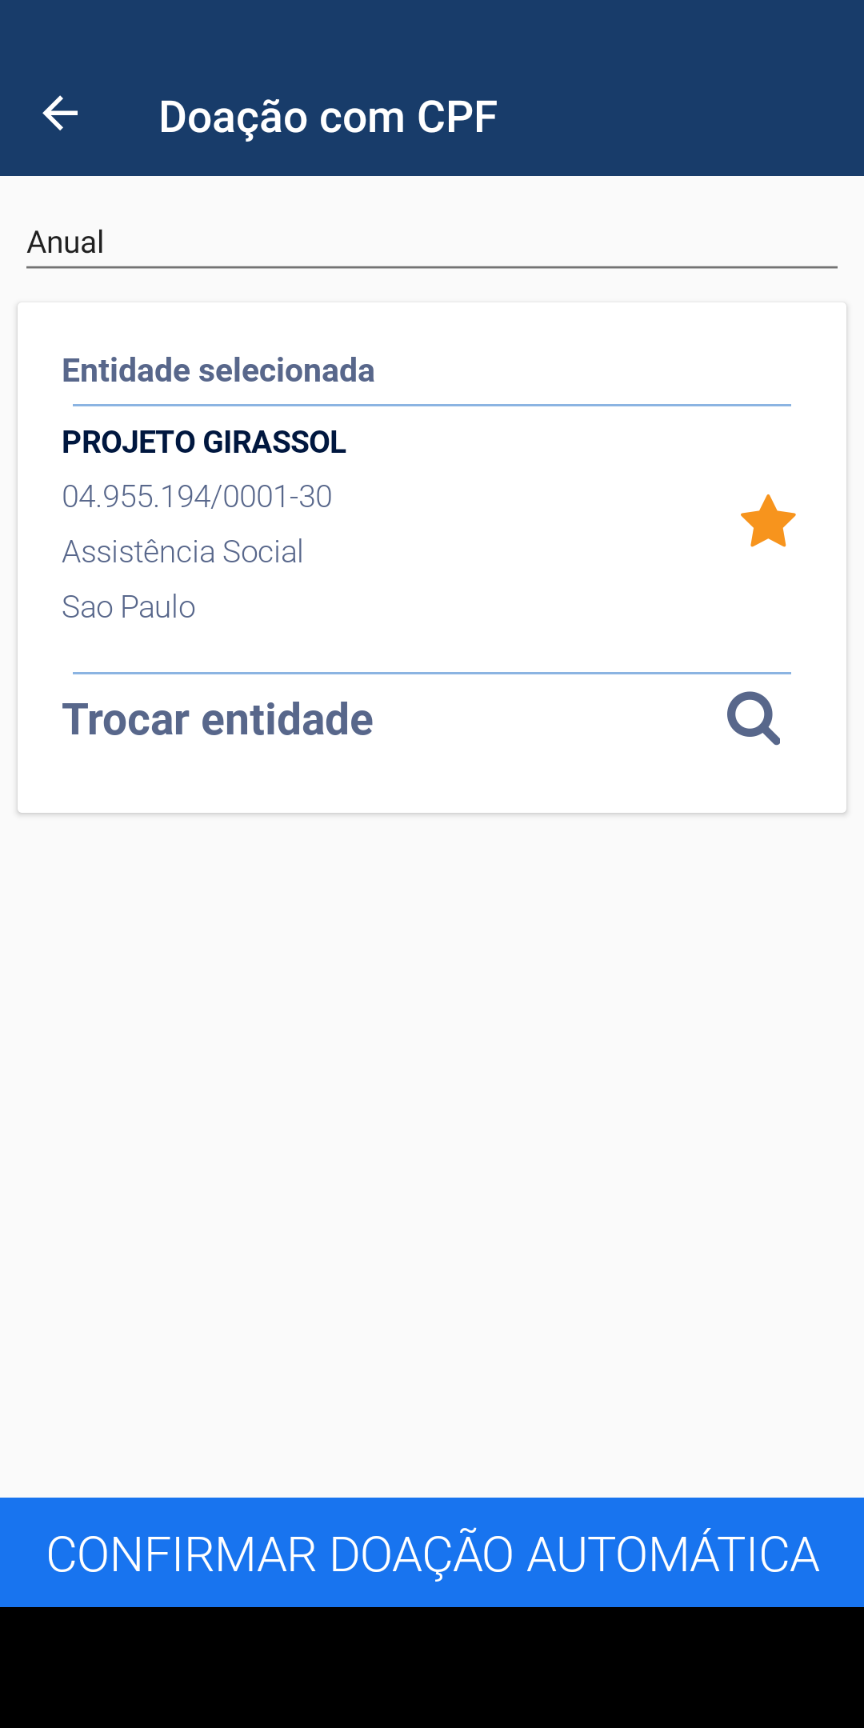 Doação com CPF
Anual
Entidade selecionada
PROJETO GIRASSOL
04.955.194/0001-30
Assistência Social
Sao Paulo
Trocar entidade
CONFIRMAR DOAÇÃO AUTOMÁTICA